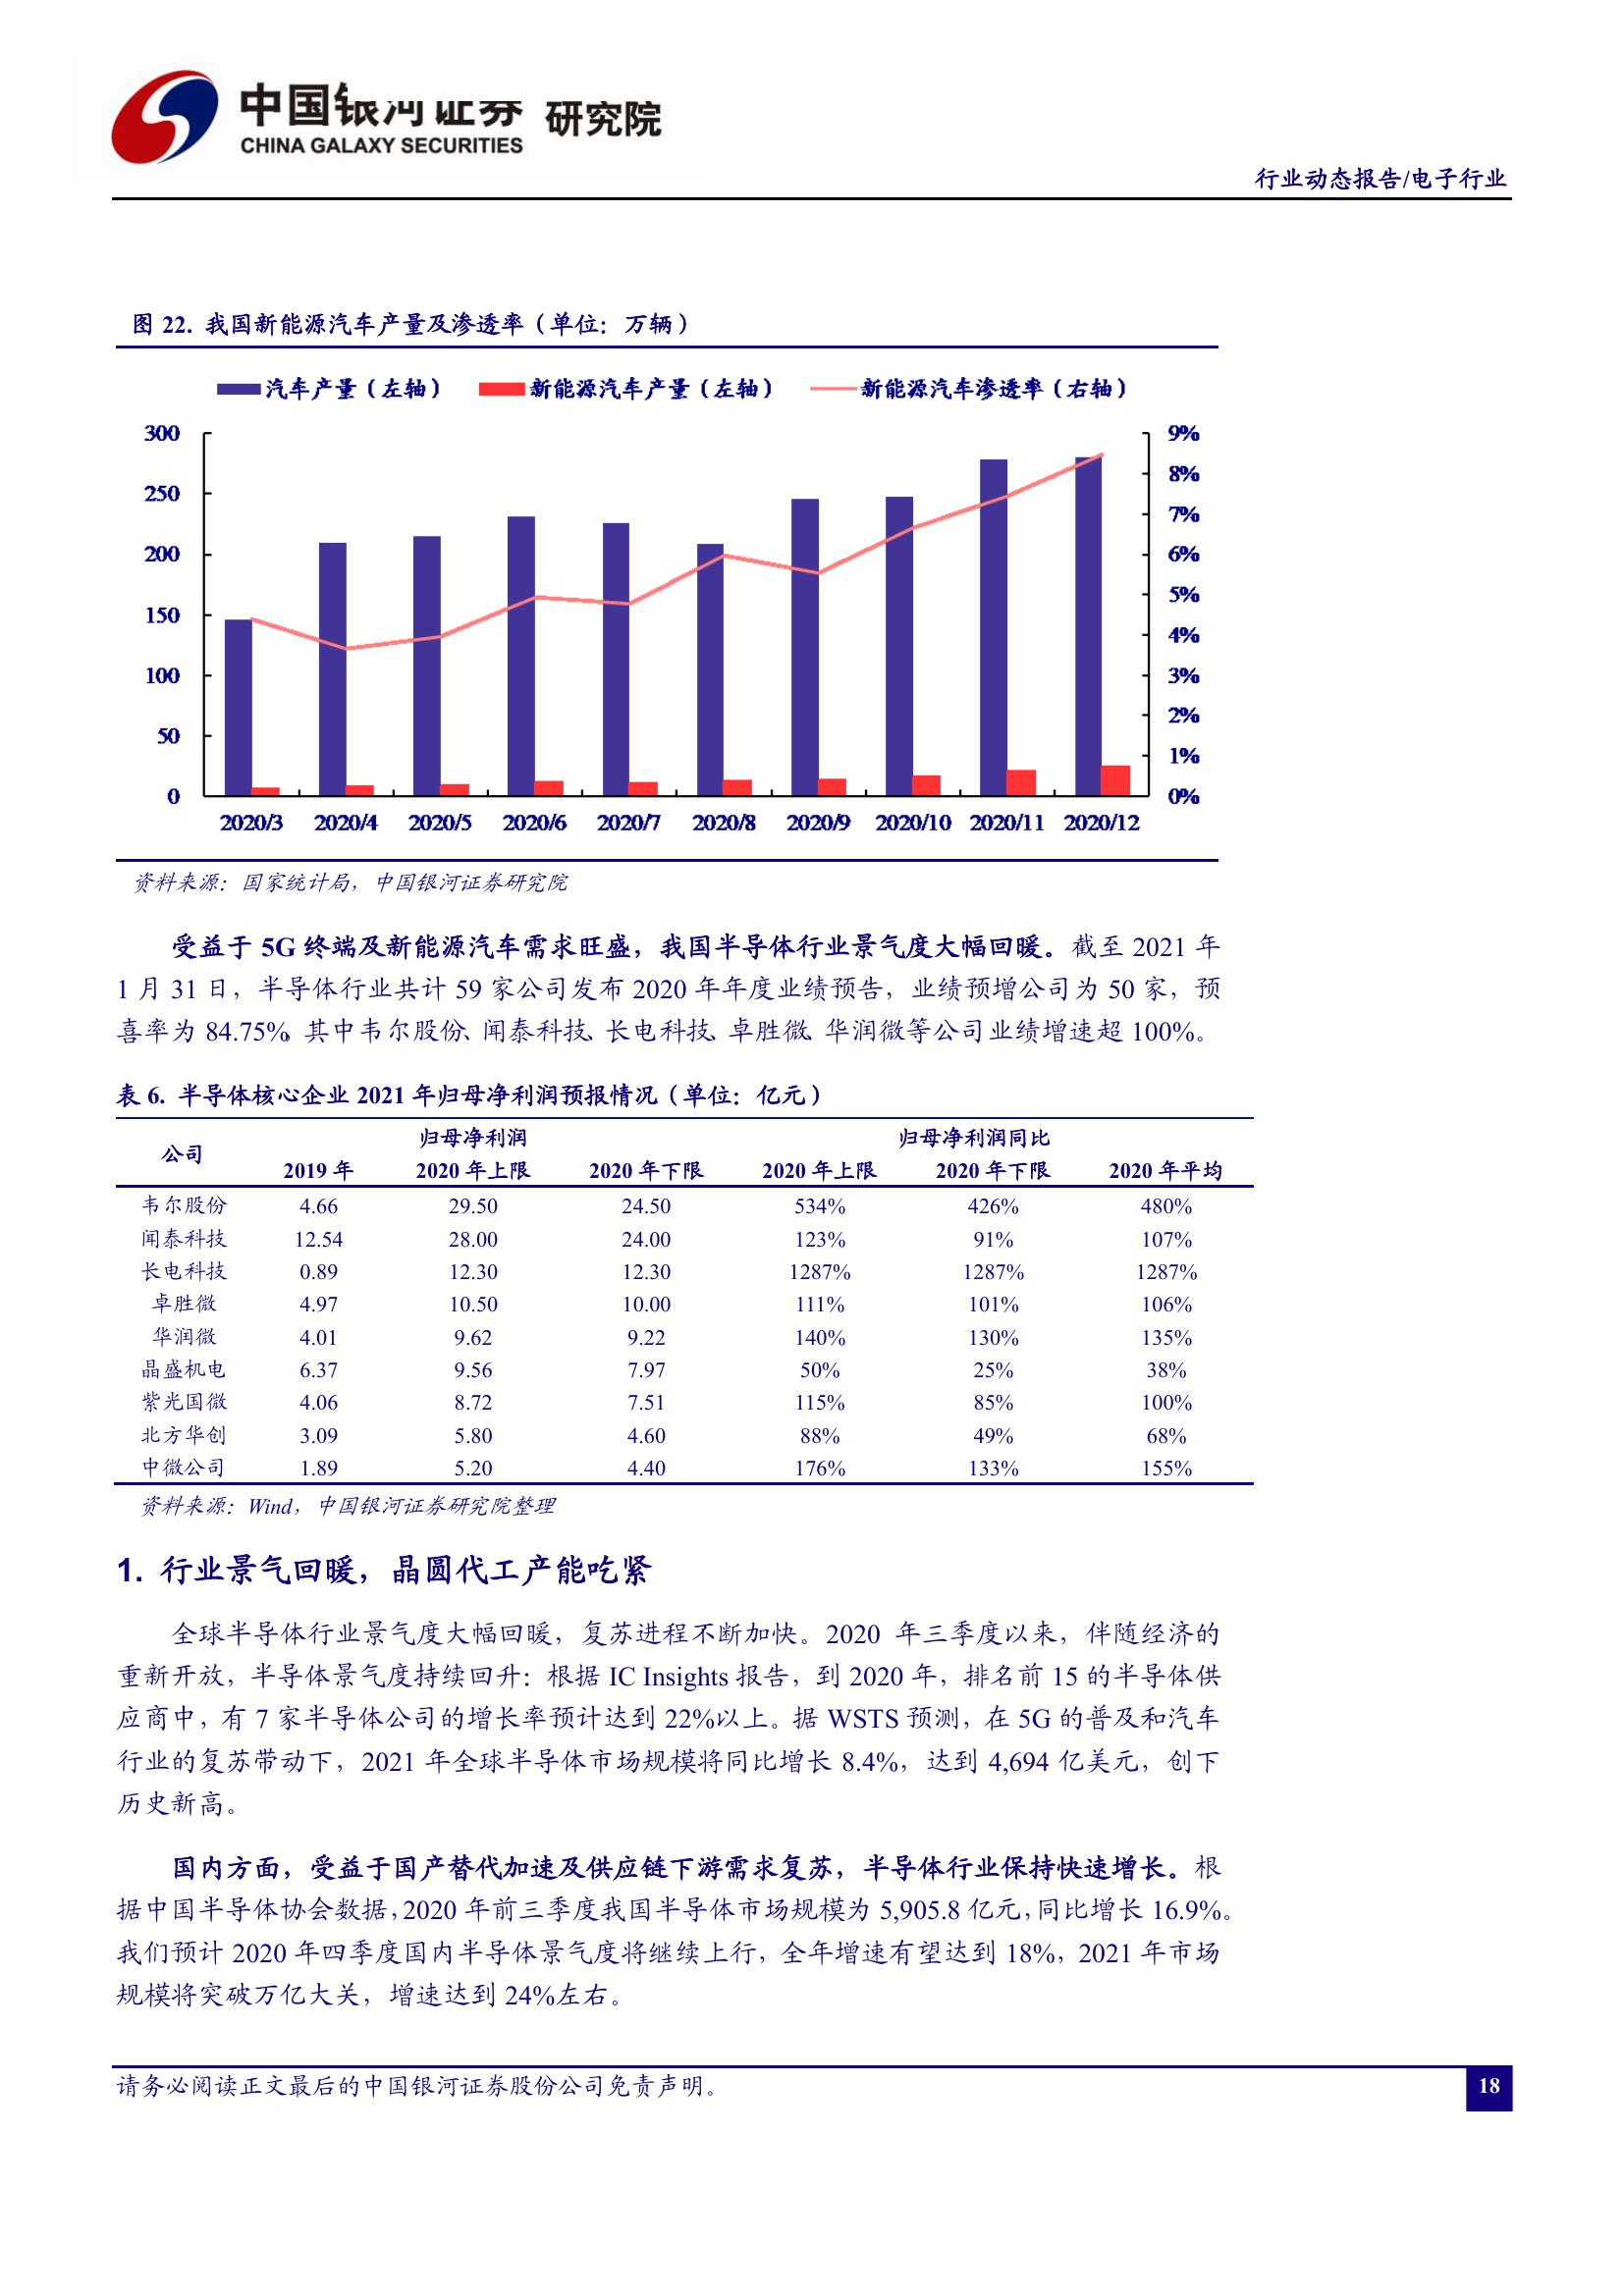 中国银河证券 研究院
CHINA GALAXY SECURITIES
行业动态报告/电子行业
图 22. 我国新能源汽车产量及渗透率（单位：万辆）
汽车产量（左轴） 新能源汽车产量（左轴） 新能源汽车渗透率（右轴）
300 9%
8%
250
7%
200 6%
5%
150
4%
100 3%
2%
50
1%
0 0%
2020/3 2020/4 2020/5 2020/6 2020/7 2020/8 2020/9 2020/10 2020/11 2020/12
资料来源：国家统计局，中国银河证券研究院
受益于 5G 终端及新能源汽车需求旺盛，我国半导体行业景气度大幅回暖。截至 2021 年
1 月 31 日，半导体行业共计 59 家公司发布 2020 年年度业绩预告，业绩预增公司为 50 家，预
喜率为 84.75%。其中韦尔股份、闻泰科技、长电科技、卓胜微、华润微等公司业绩增速超 100%。
表 6. 半导体核心企业 2021 年归母净利润预报情况（单位：亿元）
公司 归母净利润 归母净利润同比
2019 年 2020 年上限 2020 年下限 2020 年上限 2020 年下限 2020 年平均
韦尔股份 4.66 29.50 24.50 534% 426% 480%
闻泰科技 12.54 28.00 24.00 123% 91% 107%
长电科技 0.89 12.30 12.30 1287% 1287% 1287%
卓胜微 4.97 10.50 10.00 111% 101% 106%
华润微 4.01 9.62 9.22 140% 130% 135%
晶盛机电 6.37 9.56 7.97 50% 25% 38%
紫光国微 4.06 8.72 7.51 115% 85% 100%
北方华创 3.09 5.80 4.60 88% 49% 68%
中微公司 1.89 5.20 4.40 176% 133% 155%
资料来源：Wind，中国银河证券研究院整理
1. 行业景气回暖，晶圆代工产能吃紧
全球半导体行业景气度大幅回暖，复苏进程不断加快。2020 年三季度以来，伴随经济的
重新开放，半导体景气度持续回升：根据 IC Insights 报告，到 2020 年，排名前 15 的半导体供
应商中，有 7 家半导体公司的增长率预计达到 22%以上。据 WSTS 预测，在 5G 的普及和汽车
行业的复苏带动下，2021 年全球半导体市场规模将同比增长 8.4%，达到 4,694 亿美元，创下
历史新高。
国内方面，受益于国产替代加速及供应链下游需求复苏，半导体行业保持快速增长。根
据中国半导体协会数据，2020 年前三季度我国半导体市场规模为 5,905.8 亿元，同比增长 16.9%。
我们预计 2020 年四季度国内半导体景气度将继续上行，全年增速有望达到 18%，2021 年市场
规模将突破万亿大关，增速达到 24%左右。
请务必阅读正文最后的中国银河证券股份公司免责声明。
18